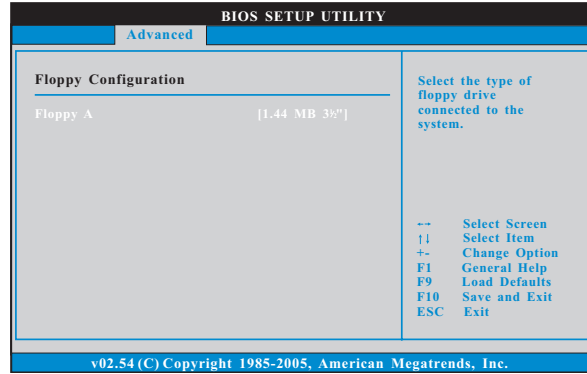 BIOS SETUP UTILITY
Advanced
Floppy Configuration
Floppy A [1.44 MB 3½"]
Select the type of
floppy drive
connected to the
system.
←→ Select Screen
↑↓ Select Item
+- Change Option
F1 General Help
F9 Load Defaults
F10 Save and Exit
ESC Exit
v02.54 (C) Copyright 1985-2005, American Megatrends, Inc.